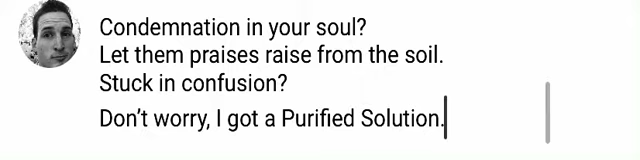 Condemnation in your soul?
Let them praises raise from the soil.
Stuck in confusion?
Don’t worry, I got a Purified Solution.